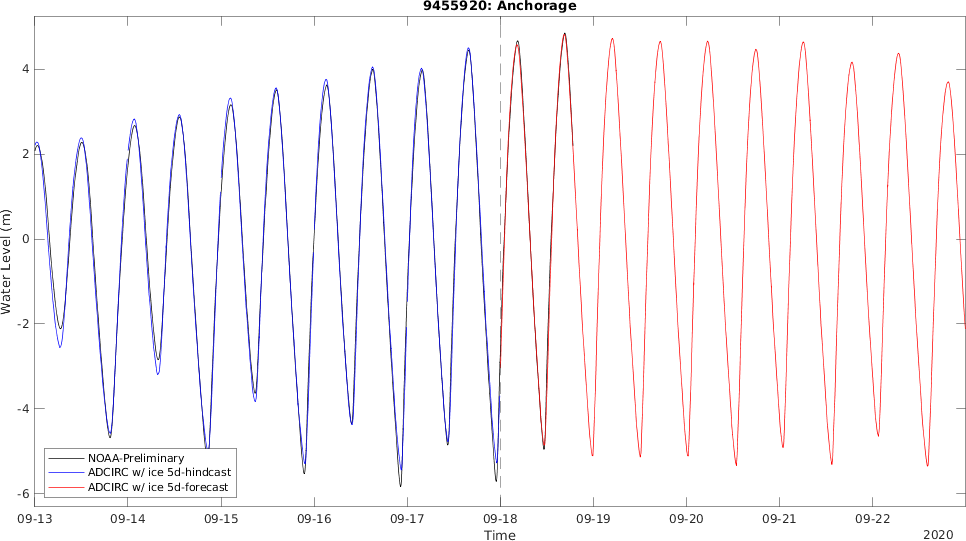 9455920: Anchorage
Water Level (m)
4
2
0
-2
-4
-6
NOAA-Preliminary
ADCIRC w/ ice 5d-hindcast
ADCIRC w/ ice 5d-forecast
09-13 09-14 09-15 09-16 09-17 09-18 09-19 09-20 09-21 09-22
Time
2020